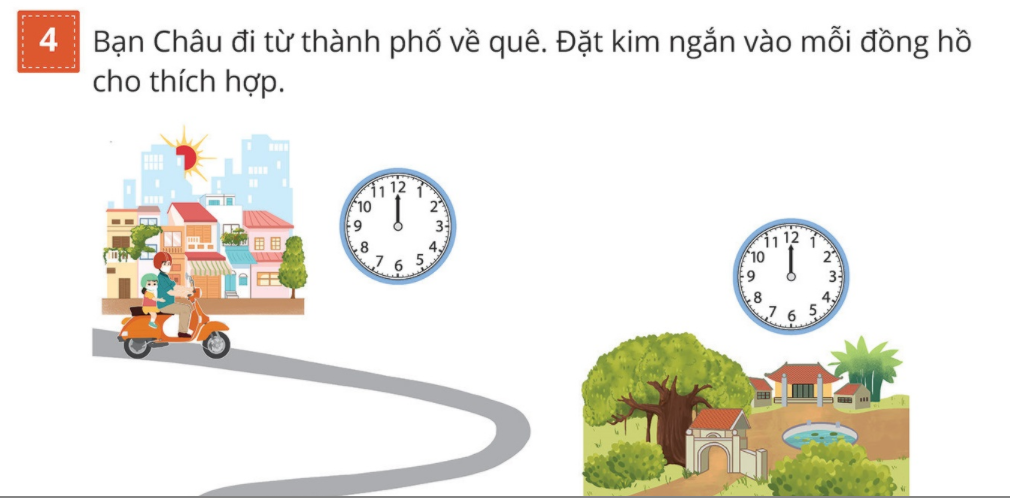 4
Bạn Châu đi từ thành phố về quê. Đặt kim ngắn vào mỗi đồng hồ
cho thích hợp.
11 12 1
10 2
9 3
8 4
7 6 5
11 12 1
10 2
9 3
8 4
7 6 5